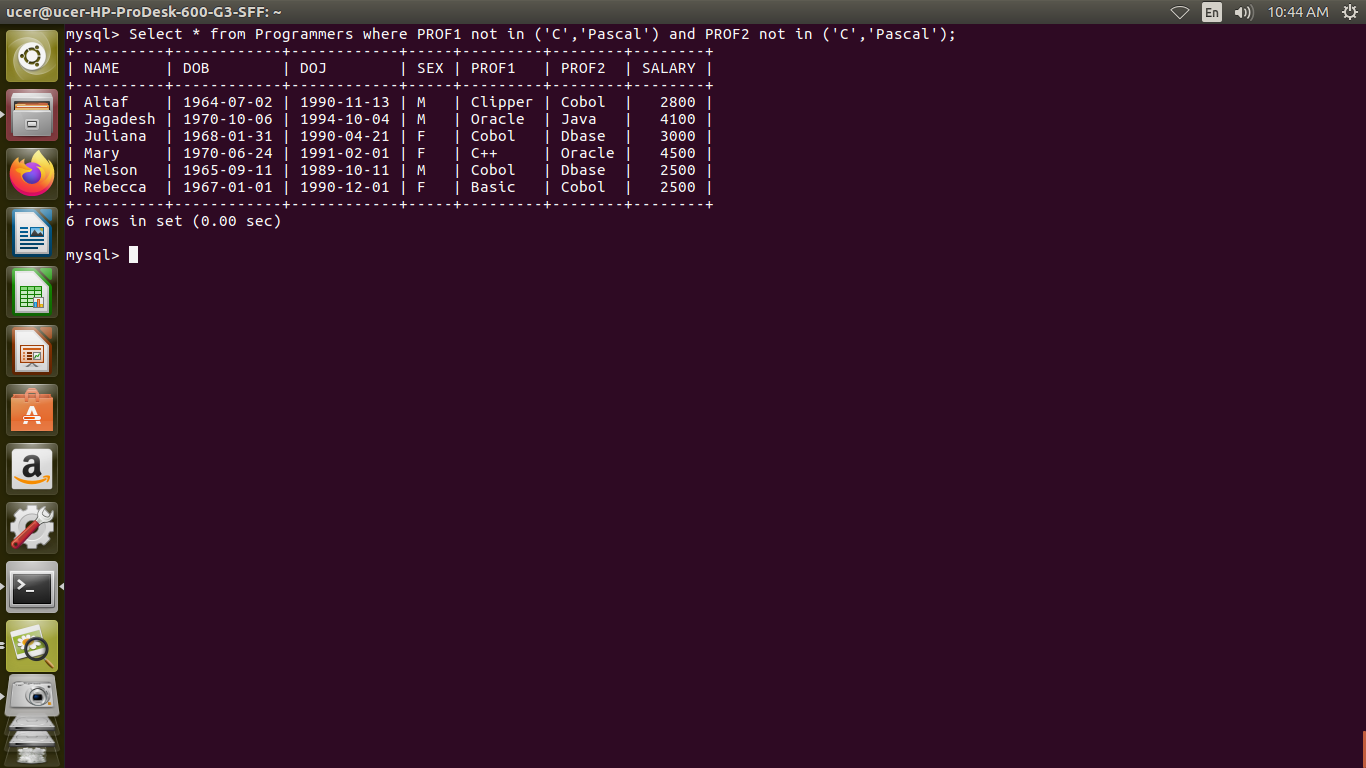 ucer@ucer-HP-ProDesk-600-G3-SFF: ~
En
10:44 AM
mysql> Select * from Programmers where PROF1 not in ('C','Pascal') and PROF2 not in ('C','Pascal');
+----------+------------+------------+-----+---------+--------+--------+
| NAME     | DOB        | DOJ        | SEX | PROF1   | PROF2  | SALARY |
+----------+------------+------------+-----+---------+--------+--------+
| Altaf    | 1964-07-02 | 1990-11-13 | M   | Clipper | Cobol  |   2800 |
| Jagadesh | 1970-10-06 | 1994-10-04 | M   | Oracle  | Java   |   4100 |
| Juliana  | 1968-01-31 | 1990-04-21 | F   | Cobol   | Dbase  |   3000 |
| Mary     | 1970-06-24 | 1991-02-01 | F   | C++     | Oracle |   4500 |
| Nelson   | 1965-09-11 | 1989-10-11 | M   | Cobol   | Dbase  |   2500 |
| Rebecca  | 1967-01-01 | 1990-12-01 | F   | Basic   | Cobol  |   2500 |
+----------+------------+------------+-----+---------+--------+--------+
6 rows in set (0.00 sec)
mysql>